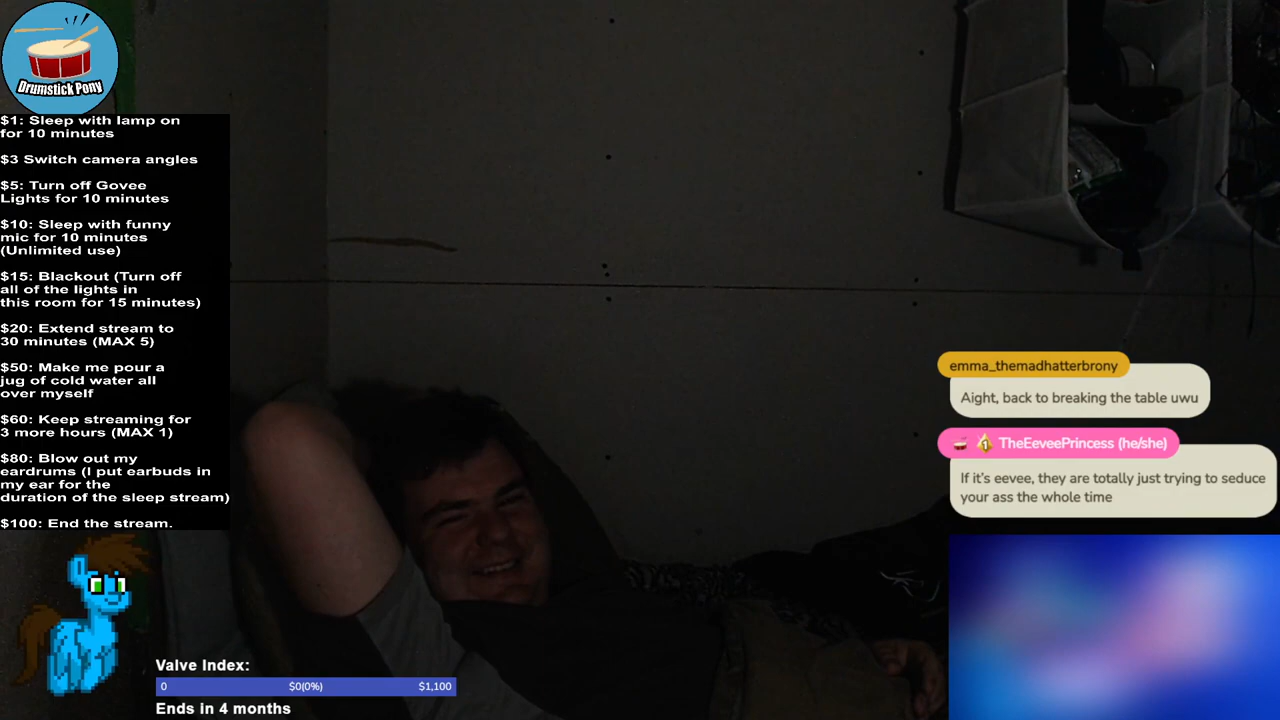 Drumstick Pony
$1: Sleep with lamp on
for 10 minutes
$3 Switch camera angles
$5: Turn off Govee
Lights for 10 minutes
$10: Sleep with funny
mic for 10 minutes
(Unlimited use)
$15: Blackout (Turn off
all of the lights in
this room for 15 minutes)
$20: Extend stream to
30 minutes (MAX 5)
$50: Make me pour a
jug of cold water all
over myself
$60: Keep streaming for
3 more hours (MAX 1)
$80: Blow out my
eardrums (I put earbuds in
my ear for the
duration of the sleep stream)
$100: End the stream.
emma_themadhatterbrony
Aight, back to breaking the table uwu
1 TheEeveePrincess (he/she)
If it's eevee, they are totally just trying to seduce
your ass the whole time
Valve Index:
0 $0(0%) $1,100
Ends in 4 months